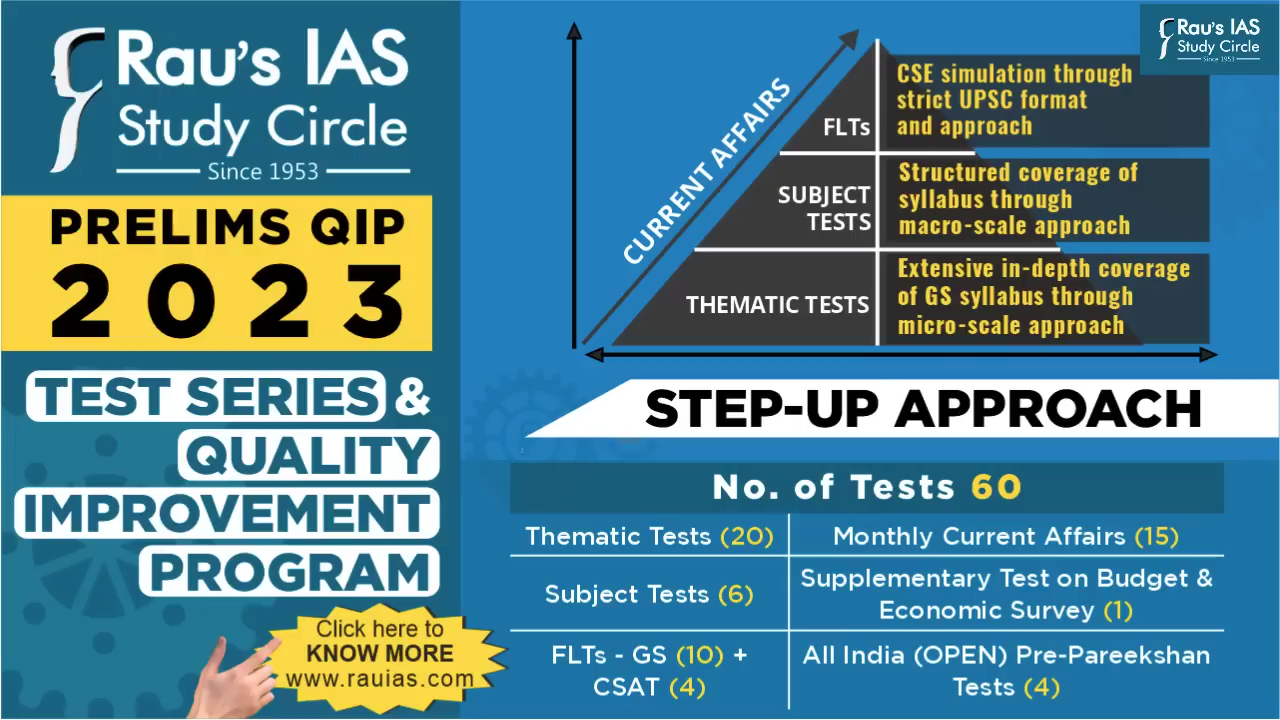 Rau's IAS
Study Circle
Since 1953
PRELIMS QIP
2023
TEST SERIES &
QUALITY
IMPROVEMENT
PROGRAM
Click here to
KNOW MORE
www.rauias.com
Rau's IAS
Study Circle
Since 1953
CURRENT AFFAIRS
FLTs
CSE simulation through
strict UPSC format
and approach
SUBJECT
TESTS
Structured coverage of
syllabus through
macro-scale approach
THEMATIC TESTS
Extensive in-depth coverage
of GS syllabus through
micro-scale approach
STEP-UP APPROACH
No. of Tests 60
Thematic Tests (20)
Monthly Current Affairs (15)
Subject Tests (6)
Supplementary Test on Budget &
Economic Survey (1)
FLTs - GS (10) +
CSAT (4)
All India (OPEN) Pre-Pareekshan
Tests (4)